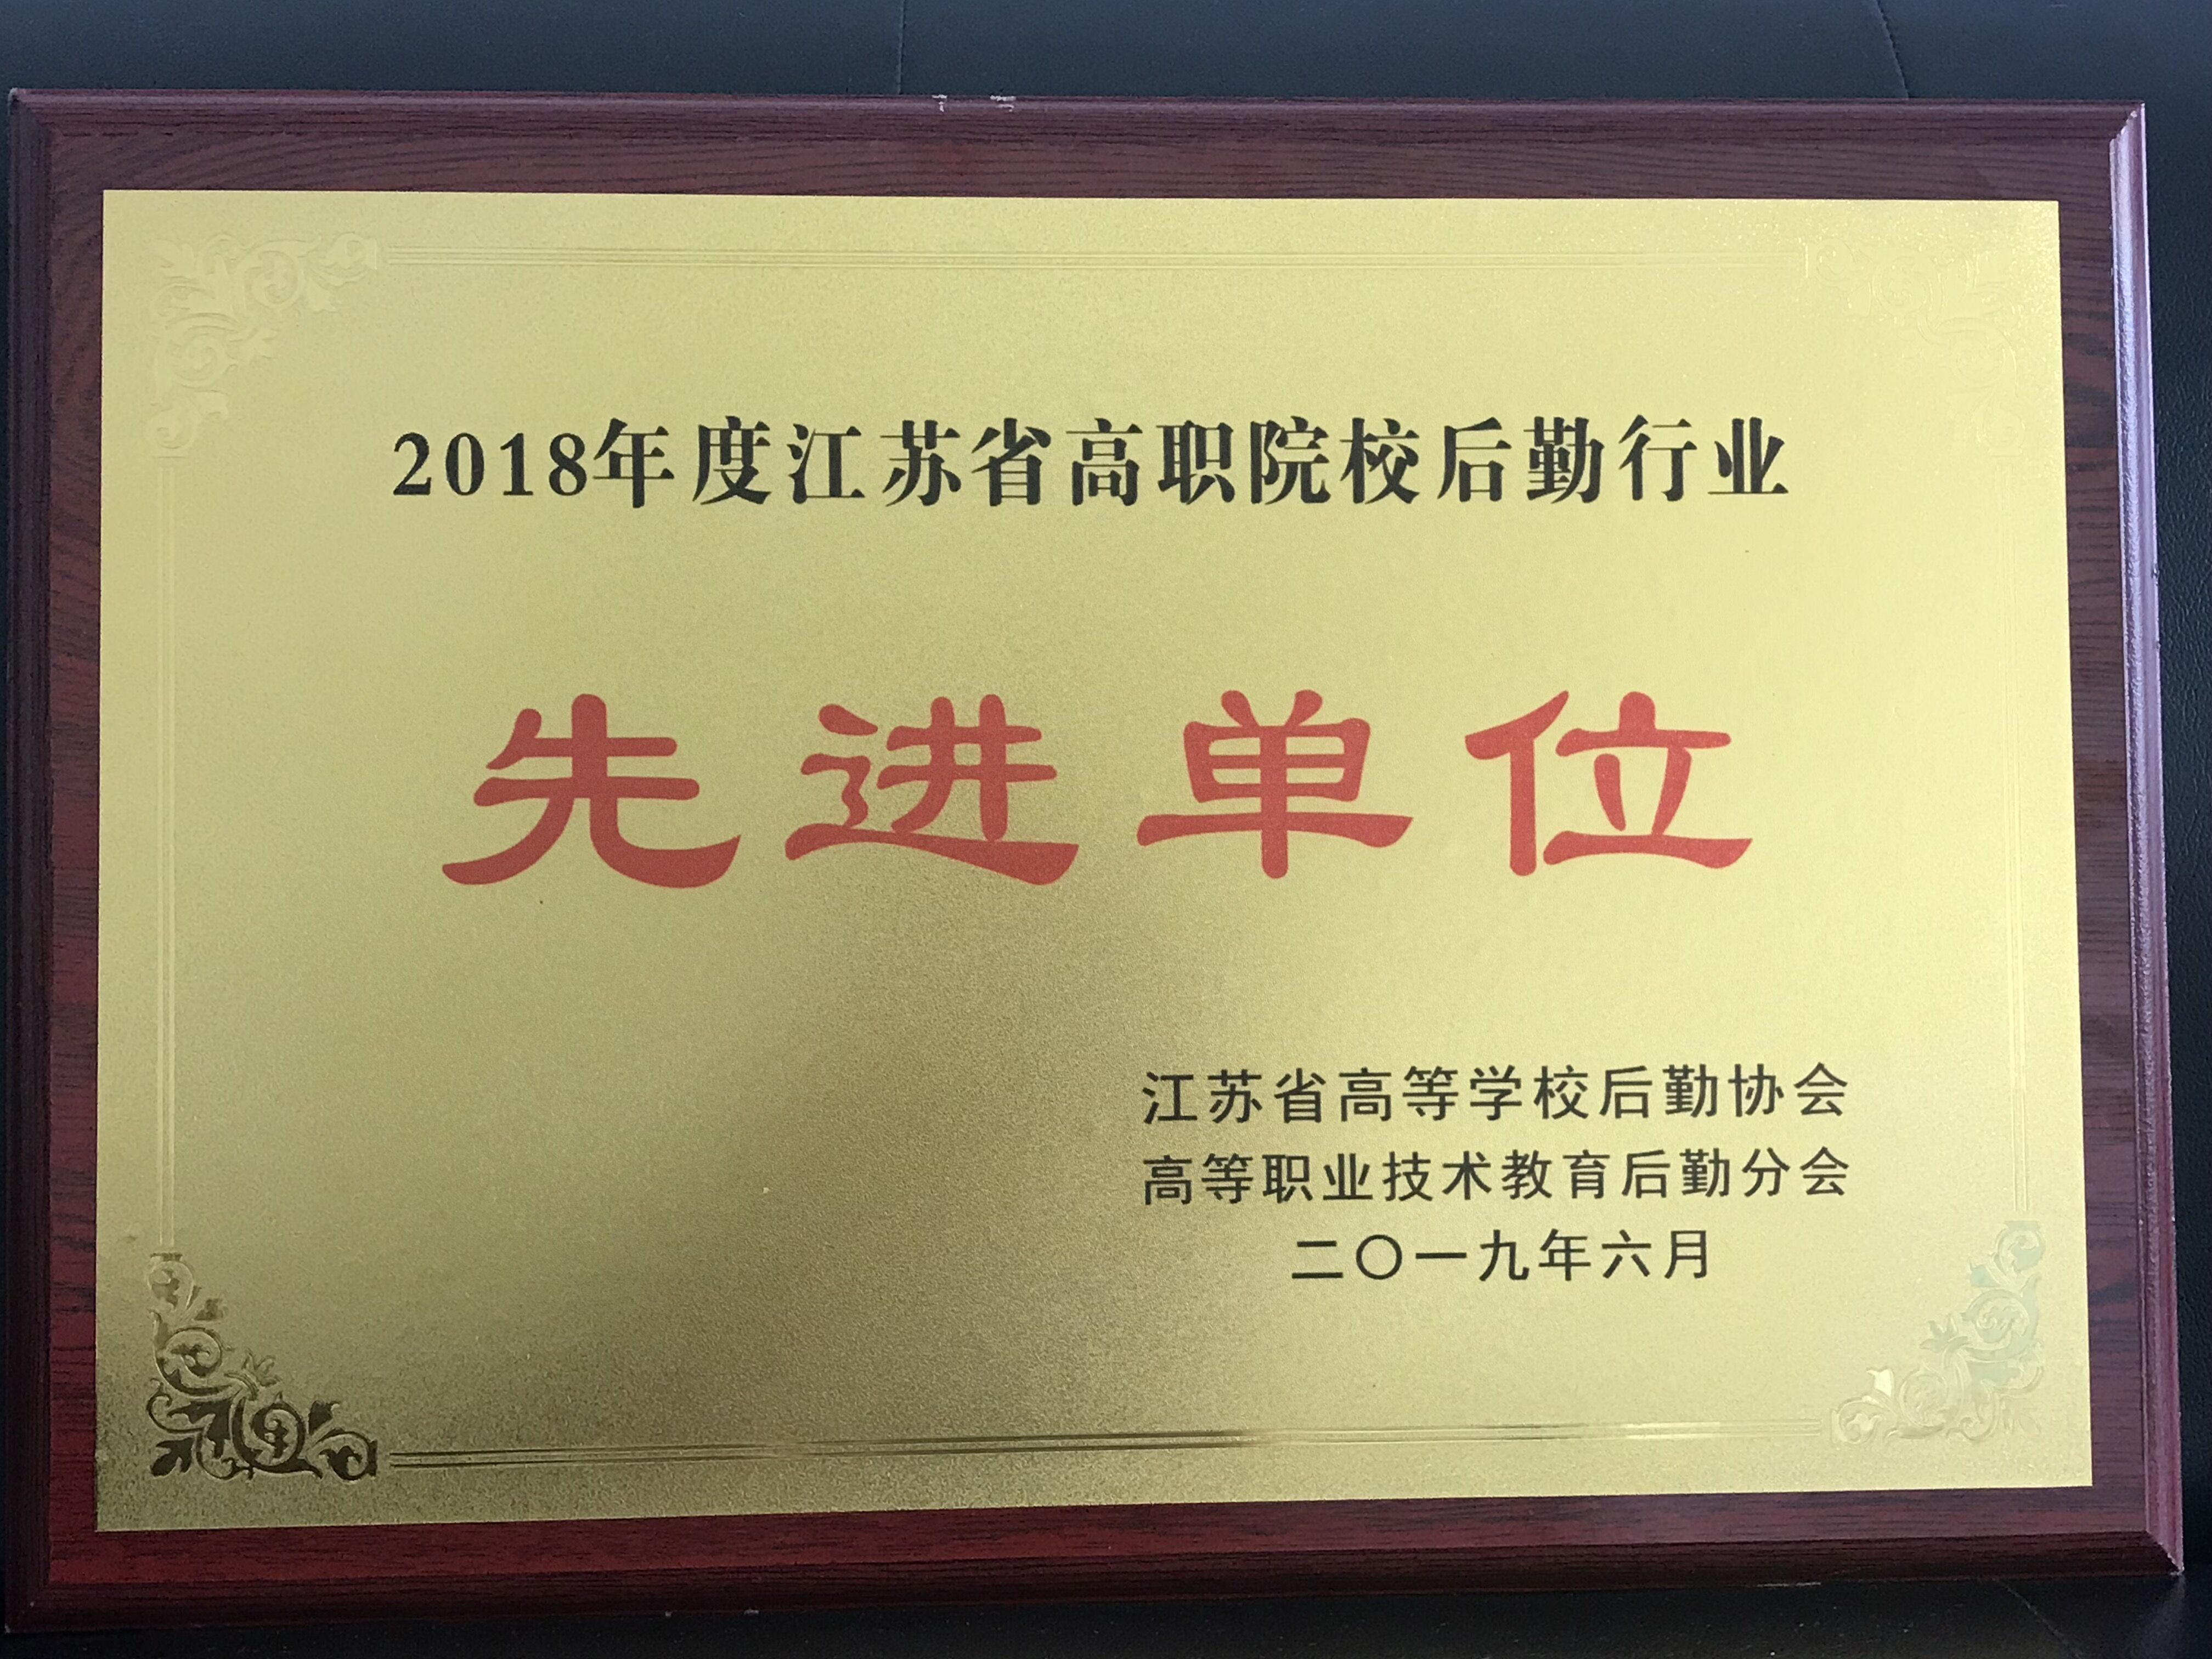 2018年度江苏省高职院校后勤行业
先进单位
江苏省高等学校后勤协会
高等职业技术教育后勤分会
二〇一九年六月